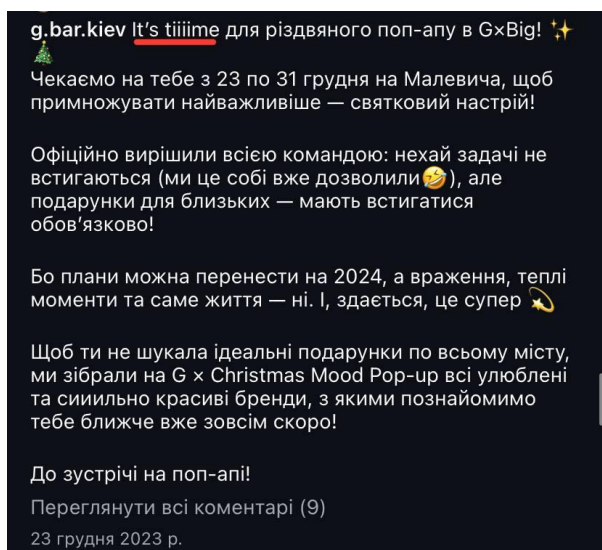 g.bar.kiev It’s tiiiime для різдвяного поп-апу в G×Big! ✨
🎄
Чекаємо на тебе з 23 по 31 грудня на Малевича, щоб
примножувати найважливіше — святковий настрій!
Офіційно вирішили всією командою: нехай задачі не
встигаються (ми це собі вже дозволили🤣), але
подарунки для близьких — мають встигатися
обов’язково!
Бо плани можна перенести на 2024, а враження, теплі
моменти та саме життя — ні. І, здається, це супер 💫
Щоб ти не шукала ідеальні подарунки по всьому місту,
ми зібрали на G × Christmas Mood Pop-up всі улюблені
та сииильно красиві бренди, з якими познайомимо
тебе ближче вже зовсім скоро!
До зустрічі на поп-апі!
Переглянути всі коментарі (9)
23 грудня 2023 р.